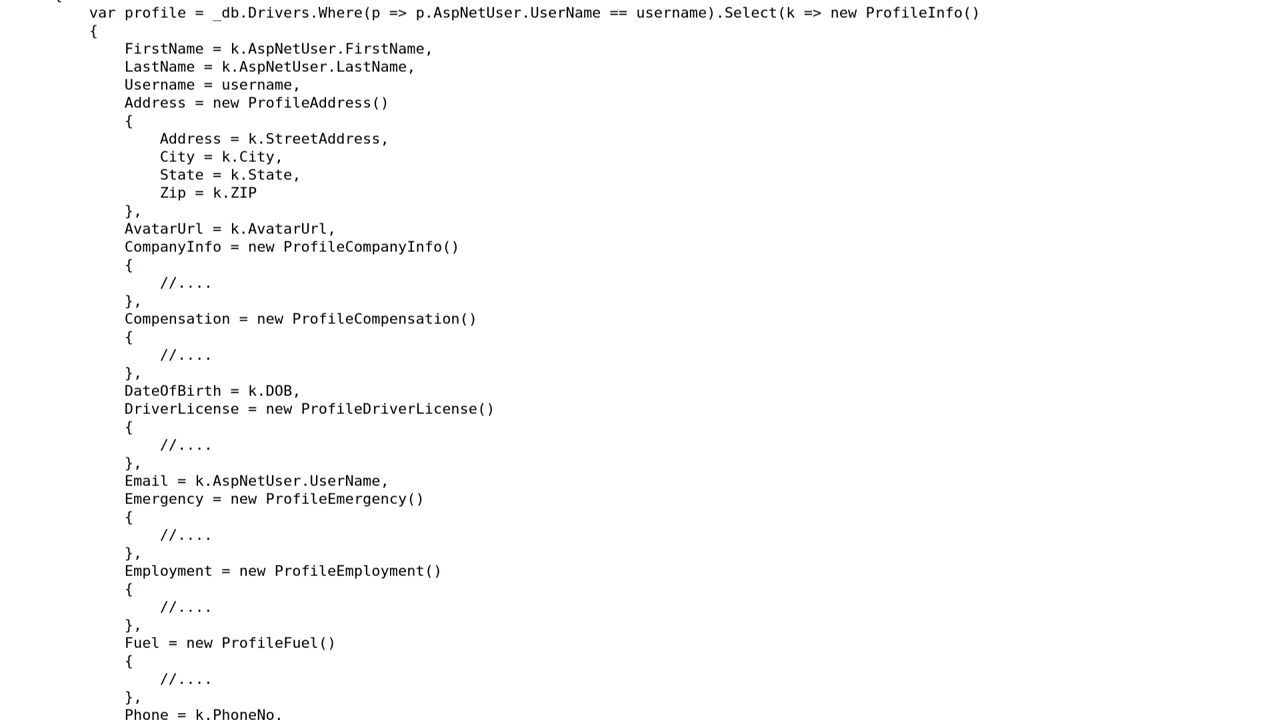 {
var profile = _db.Drivers.Where(p => p.AspNetUser.UserName == username).Select(k => new ProfileInfo()
{
FirstName = k.AspNetUser.FirstName,
LastName = k.AspNetUser.LastName,
Username = username,
Address = new ProfileAddress()
{
Address = k.StreetAddress,
City = k.City,
State = k.State,
Zip = k.ZIP
},
AvatarUrl = k.AvatarUrl,
CompanyInfo = new ProfileCompanyInfo()
{
//....
},
Compensation = new ProfileCompensation()
{
//....
},
DateOfBirth = k.DOB,
DriverLicense = new ProfileDriverLicense()
{
//....
},
Email = k.AspNetUser.UserName,
Emergency = new ProfileEmergency()
{
//....
},
Employment = new ProfileEmployment()
{
//....
},
Fuel = new ProfileFuel()
{
//....
},
Phone = k.PhoneNo,